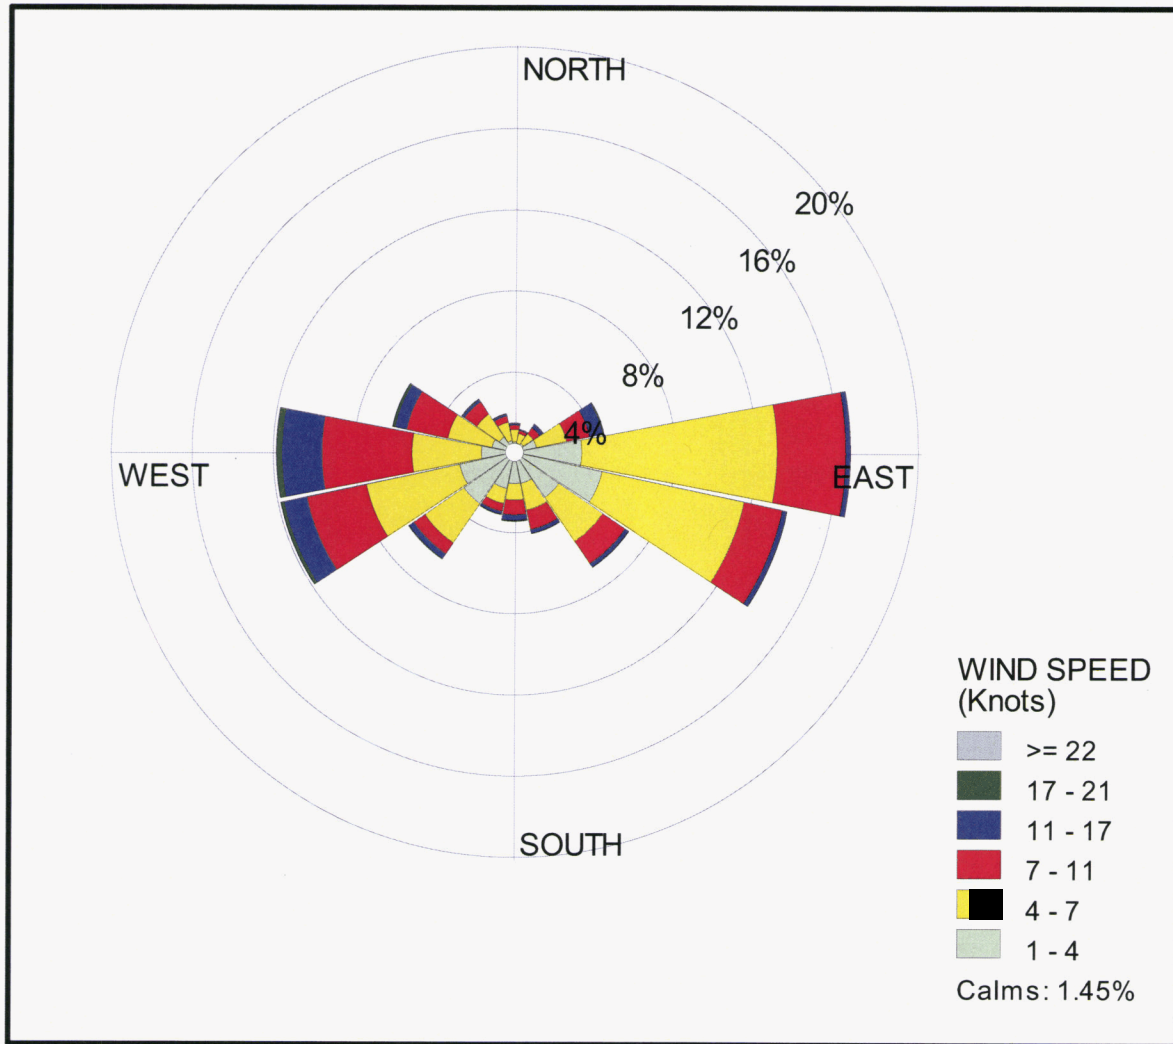 NORTH
20%
16%
12%
8%
4%
WEST
EAST
SOUTH
WIND SPEED
(Knots)
>= 22
17 - 21
11 - 17
7 - 11
4 - 7
1 - 4
Calms: 1.45%